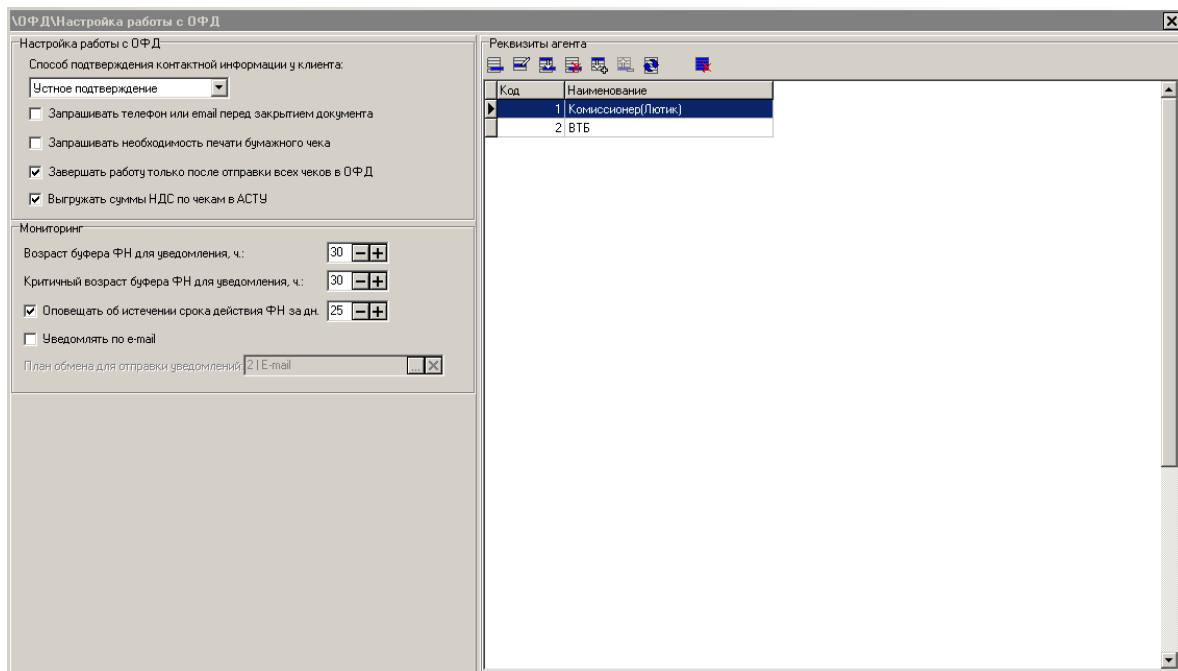 \ОФД\Настройка работы с ОФД
Настройка работы с ОФД
Способ подтверждения контактной информации у клиента:
Устное подтверждение
Запрашивать телефон или email перед закрытием документа
Запрашивать необходимость печати бумажного чека
Завершать работу только после отправки всех чеков в ОФД
Выгружать суммы НДС по чекам в АСТУ
Мониторинг
Возраст буфера ФН для уведомления, ч.: 30
Критичный возраст буфера ФН для уведомления, ч.: 30
Оповещать об истечении срока действия ФН за дн. 25
Уведомлять по e-mail
План обмена для отправки уведомлений: 2 | E-mail ...
Реквизиты агента
Код Наименование
1 Комиссионер(Лютик)
2 ВТБ